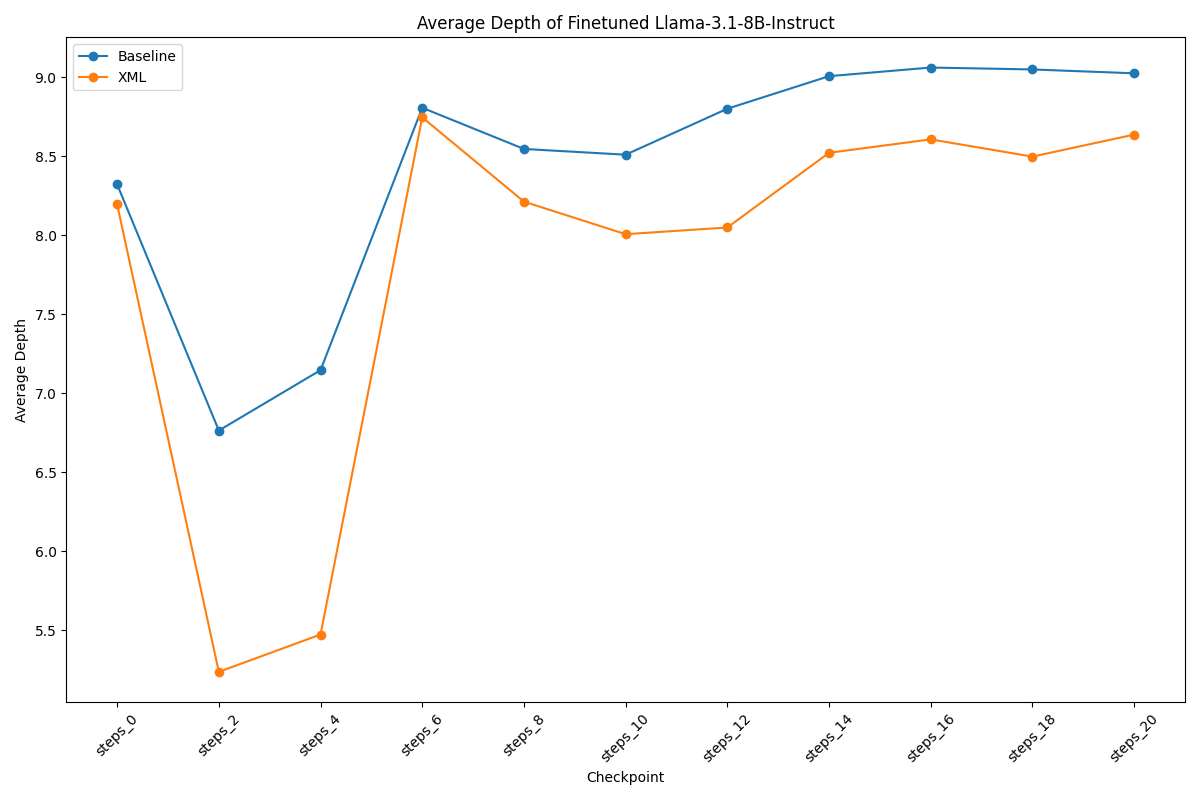 Average Depth of Finetuned Llama-3.1-8B-Instruct
Baseline
XML
Average Depth
9.0
8.5
8.0
7.5
7.0
6.5
6.0
5.5
steps_0
steps_2
steps_4
steps_6
steps_8
steps_10
steps_12
steps_14
steps_16
steps_18
steps_20
Checkpoint